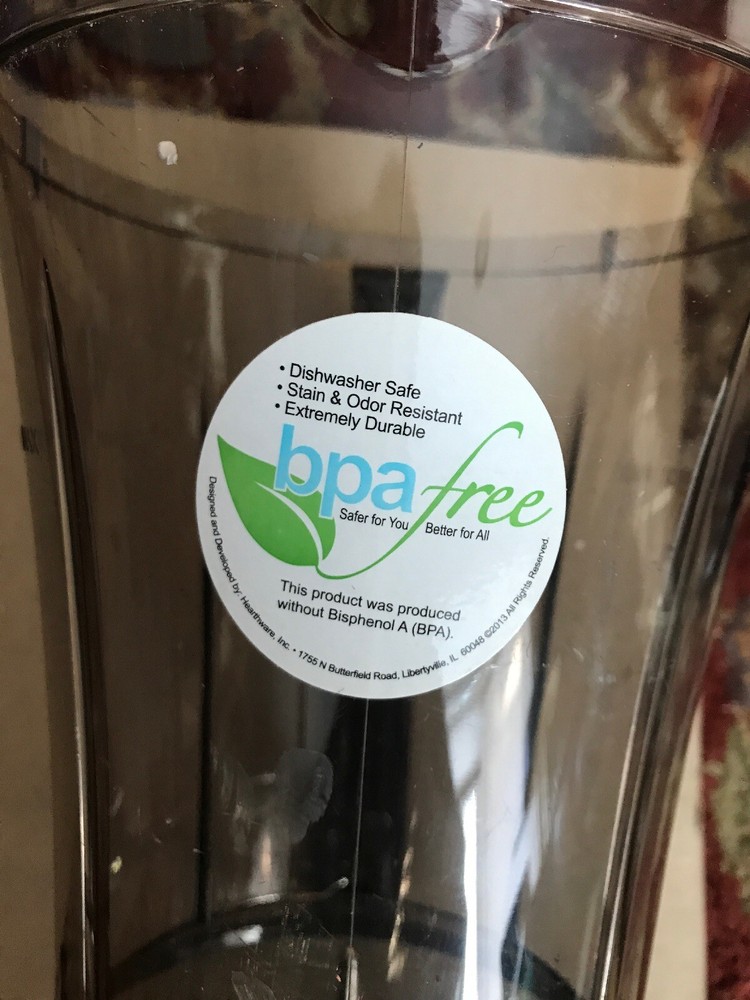 • Dishwasher Safe
• Stain & Odor Resistant
• Extremely Durable
bpa free
Safer for You Better for All
This product was produced
without Bisphenol A (BPA).
Designed and Developed by: Hearthware, Inc. • 1755 N Butterfield Road, Libertyville, IL 60048 ©2013 All Rights Reserved.